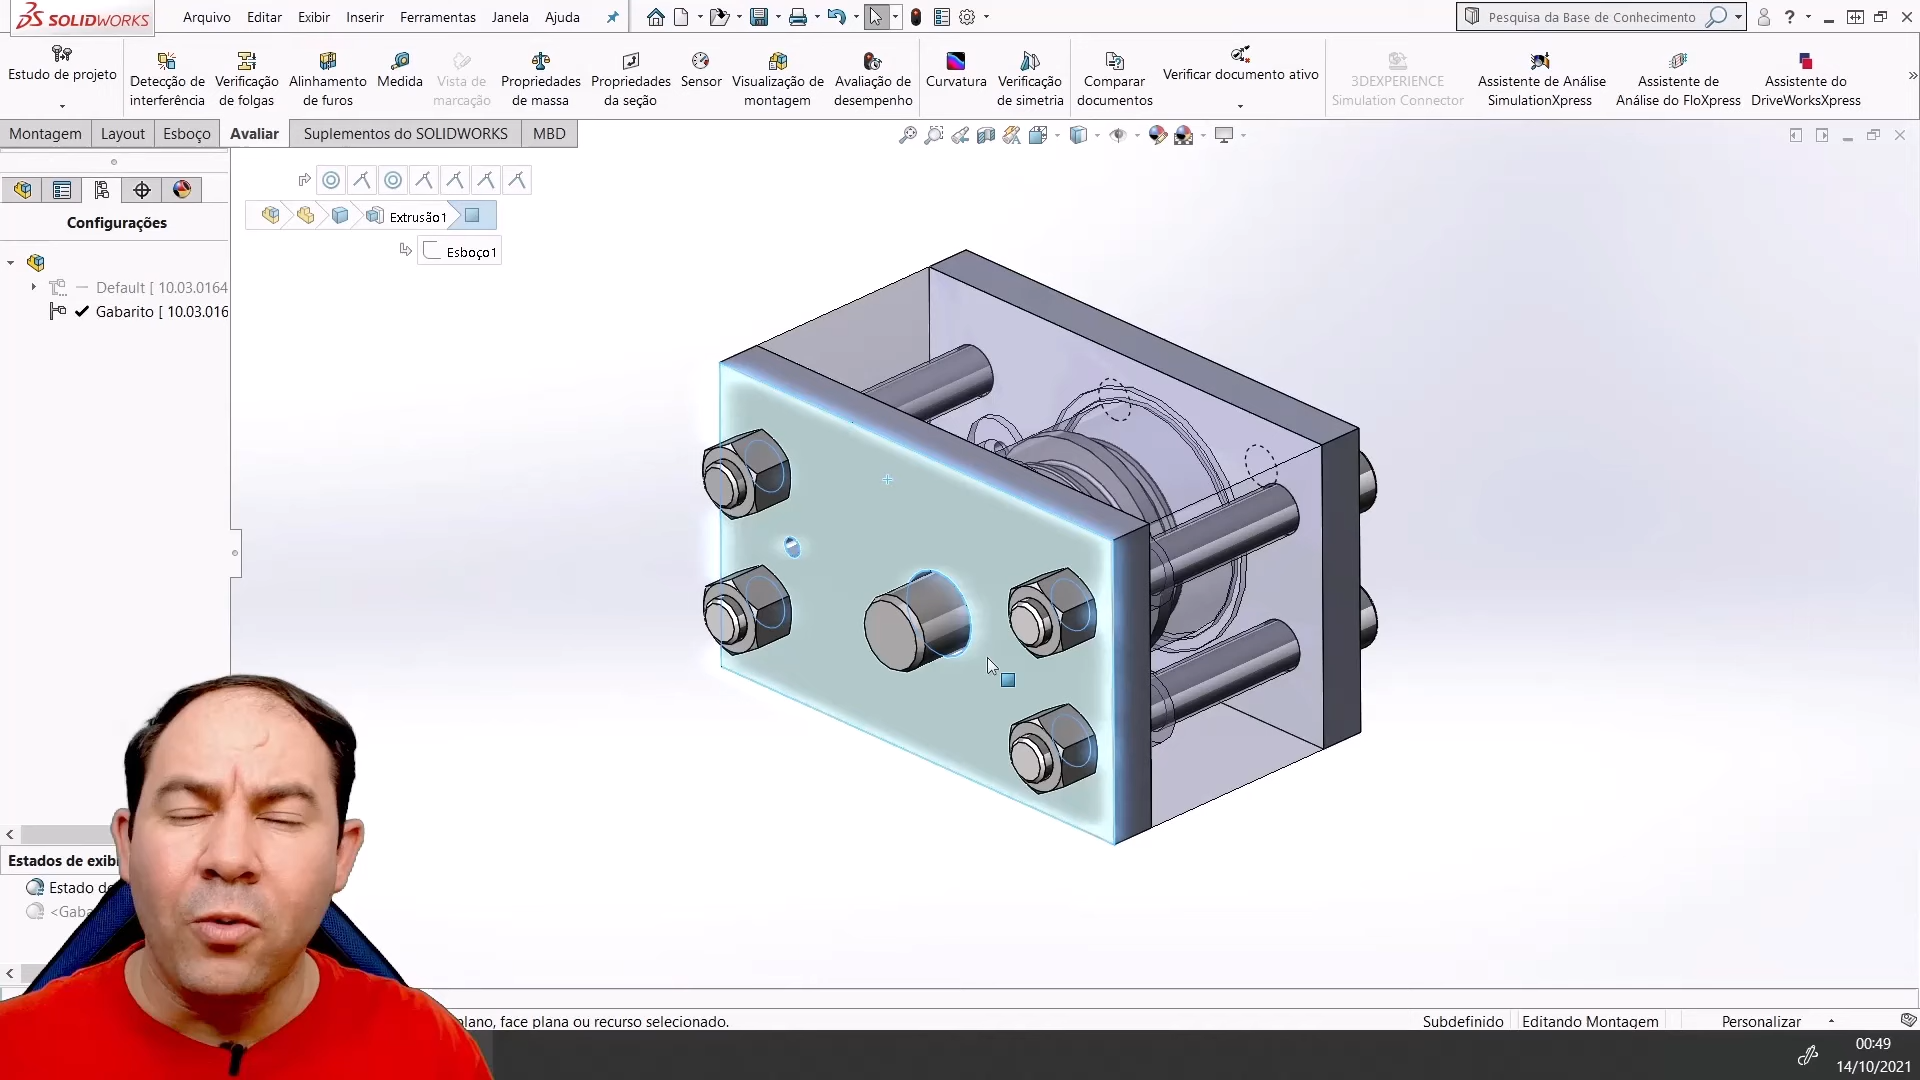 SOLIDWORKS
Arquivo Editar Exibir Inserir Ferramentas Janela Ajuda
Pesquisa da Base de Conhecimento
?
Estudo de projeto
Detecção de interferência
Verificação de folgas
Alinhamento de furos
Medida
Vista de marcação
Propriedades de massa
Propriedades da seção
Sensor
Visualização de montagem
Avaliação de desempenho
Curvatura
Verificação de simetria
Comparar documentos
Verificar documento ativo
3DEXPERIENCE Simulation Connector
Assistente de Análise SimulationXpress
Assistente de Análise do FloXpress
Assistente do DriveWorksXpress
Montagem Layout Esboço Avaliar Suplementos do SOLIDWORKS MBD
Configurações
Extrusão1
Esboço1
Default [ 10.03.0164
Gabarito [ 10.03.016
Estados de exib
Estado de
<Gaba
plano, face plana ou recurso selecionado.
Subdefinido Editando Montagem Personalizar
00:49
14/10/2021